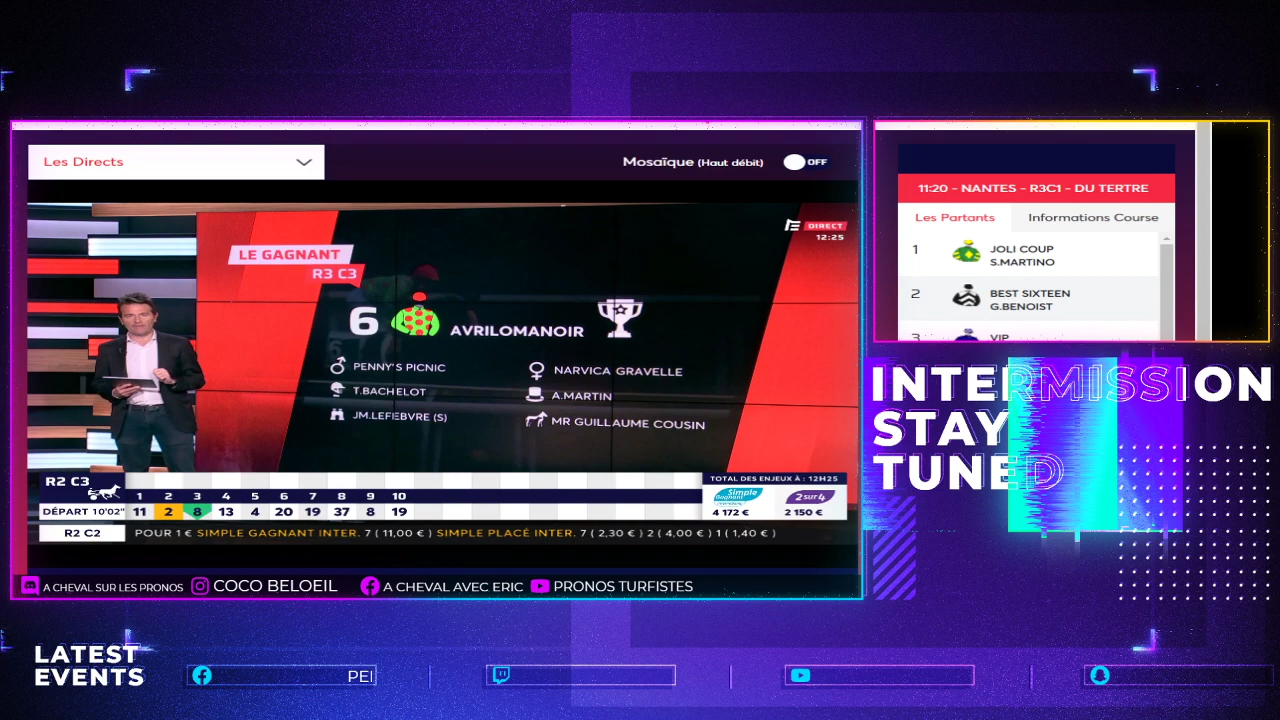 Les Directs
Mosaïque (Haut débit)
OFF
DIRECT
12:25
LE GAGNANT
R3 C3
6
AVRILOMANOIR
PENNY'S PICNIC
NARVICA GRAVELLE
T.BACHELOT
A.MARTIN
JM.LEFEBVRE (S)
MR GUILLAUME COUSIN
R2 C3
1 2 3 4 5 6 7 8 9 10
DÉPART 10'02" 11 2 8 13 4 20 19 37 8 19
TOTAL DES ENJEUX À : 12H25
Simple Gagnant
2 sur 4
4 172 €
2 150 €
R2 C2
POUR 1 € SIMPLE GAGNANT INTER. 7 ( 11,00 € ) SIMPLE PLACÉ INTER. 7 ( 2,30 € ) 2 ( 4,00 € ) 1 ( 1,40 € )
A CHEVAL SUR LES PRONOS COCO BELOEIL A CHEVAL AVEC ERIC PRONOS TURFISTES
11:20 - NANTES - R3C1 - DU TERTRE
Les Partants
Informations Course
1
JOLI COUP
S.MARTINO
2
BEST SIXTEEN
G.BENOIST
3
VIP
INTERMISSION
STAY
TUNED
LATEST
EVENTS
PEI